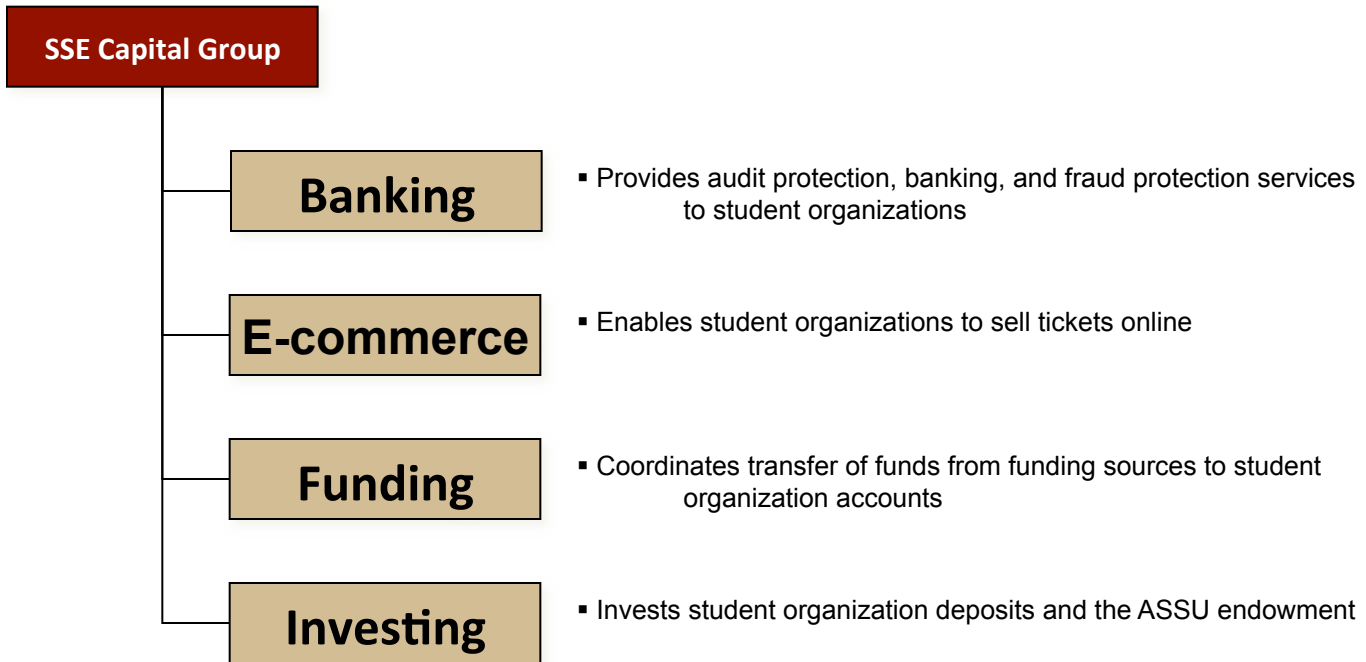 SSE Capital Group
Banking
▪ Provides audit protection, banking, and fraud protection services
to student organizations
E-commerce
▪ Enables student organizations to sell tickets online
Funding
▪ Coordinates transfer of funds from funding sources to student
organization accounts
Investing
▪ Invests student organization deposits and the ASSU endowment